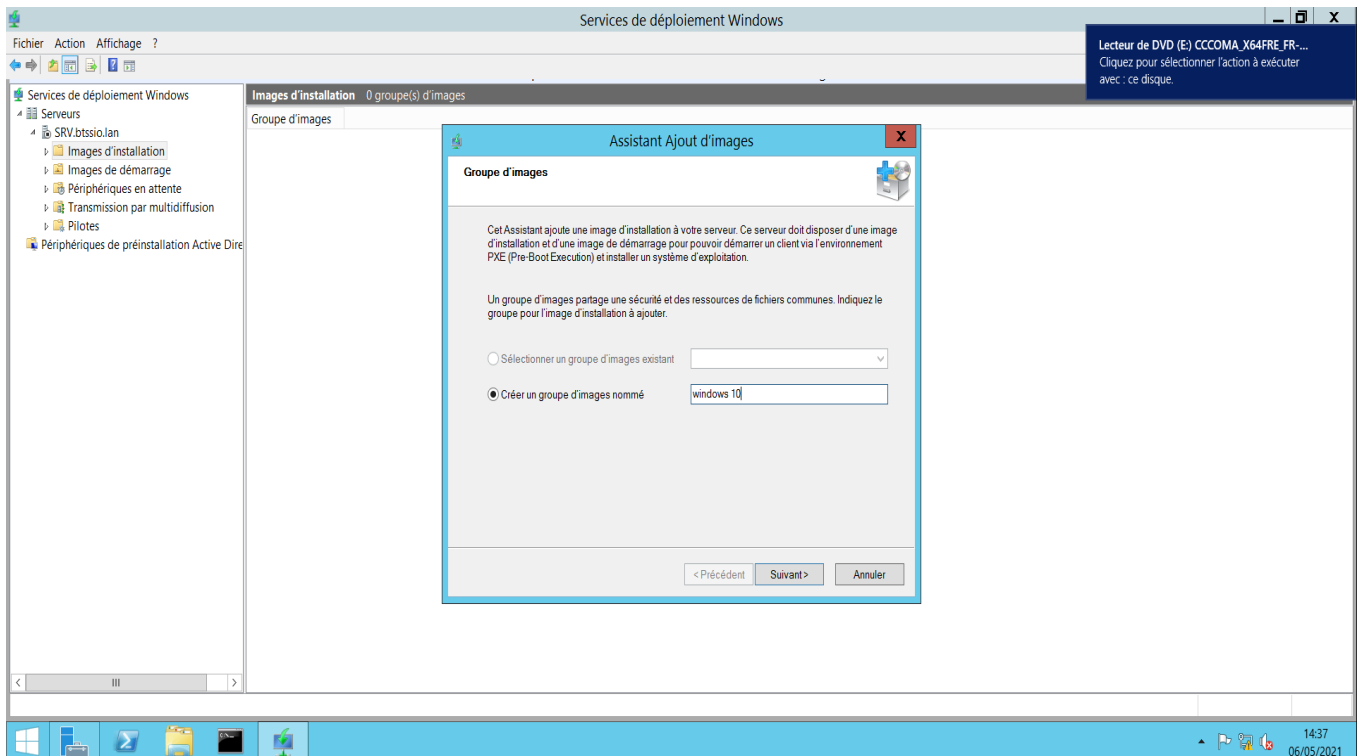 Services de déploiement Windows
Fichier Action Affichage ?
Lecteur de DVD (E:) CCCOMA_X64FRE_FR-...
Cliquez pour sélectionner l'action à exécuter
avec : ce disque.
Services de déploiement Windows
Serveurs
SRV.btssio.lan
Images d'installation
Images de démarrage
Périphériques en attente
Transmission par multidiffusion
Pilotes
Périphériques de préinstallation Active Dire
Images d'installation 0 groupe(s) d'images
Groupe d'images
Assistant Ajout d'images
Groupe d'images
Cet Assistant ajoute une image d'installation à votre serveur. Ce serveur doit disposer d'une image
d'installation et d'une image de démarrage pour pouvoir démarrer un client via l'environnement
PXE (Pre-Boot Execution) et installer un système d'exploitation.
Un groupe d'images partage une sécurité et des ressources de fichiers communes. Indiquez le
groupe pour l'image d'installation à ajouter.
Sélectionner un groupe d'images existant
Créer un groupe d'images nommé windows 10
<Précédent Suivant> Annuler
14:37
06/05/2021